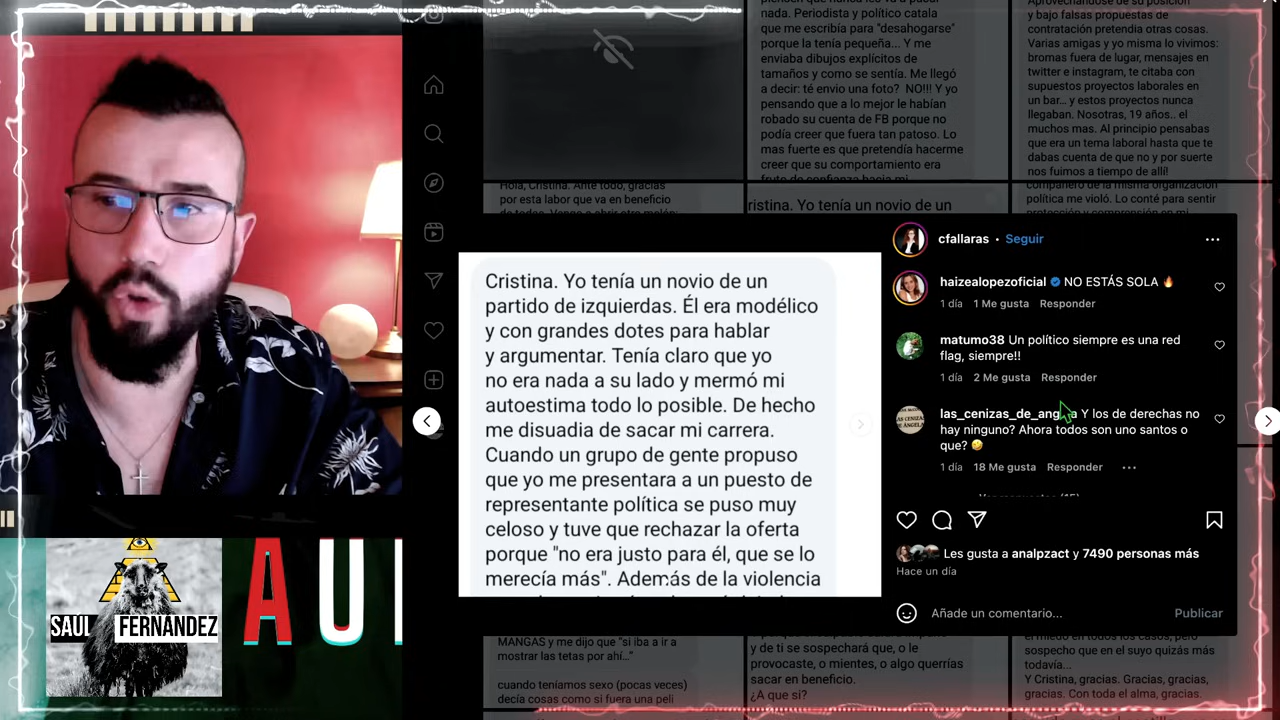 nada. Periodista y político catala
que me escribía para "desahogarse"
porque la tenía pequeña... Y me
enviaba dibujos explícitos de
tamaños y como se sentía. Me llegó
a decir: té envio una foto? NO!!! Y yo
pensando que a lo mejor le habían
robado su cuenta de FB porque no
podía creer que fuera tan patoso. Lo
mas fuerte es que pretendía hacerme
creer que su comportamiento era
fruto de confianza hacia mi
Aprovechándose de su posición
y bajo falsas propuestas de
contratación pretendia otras cosas.
Varias amigas y yo misma lo vivimos:
bromas fuera de lugar, mensajes en
twitter e instagram, te citaba con
supuestos proyectos laborales en
un bar... y estos proyectos nunca
llegaban. Nosotras, 19 años.. el
muchos mas. Al principio pensabas
que era un tema laboral hasta que te
dabas cuenta de que no y por suerte
nos fuimos a tiempo de allí!
Hola, Cristina. Ante todo, gracias
por esta labor que va en beneficio
ristina. Yo tenía un novio de un
compañero de la misma organización
política me violó. Lo conté para sentir
Cristina. Yo tenía un novio de un
partido de izquierdas. Él era modélico
y con grandes dotes para hablar
y argumentar. Tenía claro que yo
no era nada a su lado y mermó mi
autoestima todo lo posible. De hecho
me disuadia de sacar mi carrera.
Cuando un grupo de gente propuso
que yo me presentara a un puesto de
representante política se puso muy
celoso y tuve que rechazar la oferta
porque "no era justo para él, que se lo
merecía más". Además de la violencia
cfallaras • Seguir
haizealopezoficial NO ESTÁS SOLA 🔥
1 día 1 Me gusta Responder
matumo38 Un político siempre es una red
flag, siempre!!
1 día 2 Me gusta Responder
las_cenizas_de_angela Y los de derechas no
hay ninguno? Ahora todos son uno santos o
que? 🤣
1 día 18 Me gusta Responder
Les gusta a analpzact y 7490 personas más
Hace un día
Añade un comentario... Publicar
MANGAS y me dijo que "si iba a ir a
mostrar las tetas por ahí..."
cuando teníamos sexo (pocas veces)
decía cosas como si fuera una peli
y de ti se sospechará que, o le
provocaste, o mientes, o algo querrías
sacar en beneficio.
¿A que si?
el miedo en todos los casos, pero
sospecho que en el suyo quizás más
todavía...
Y Cristina, gracias. Gracias, gracias,
gracias. Con todo el alma, gracias.
SAÚL FERNÁNDEZ